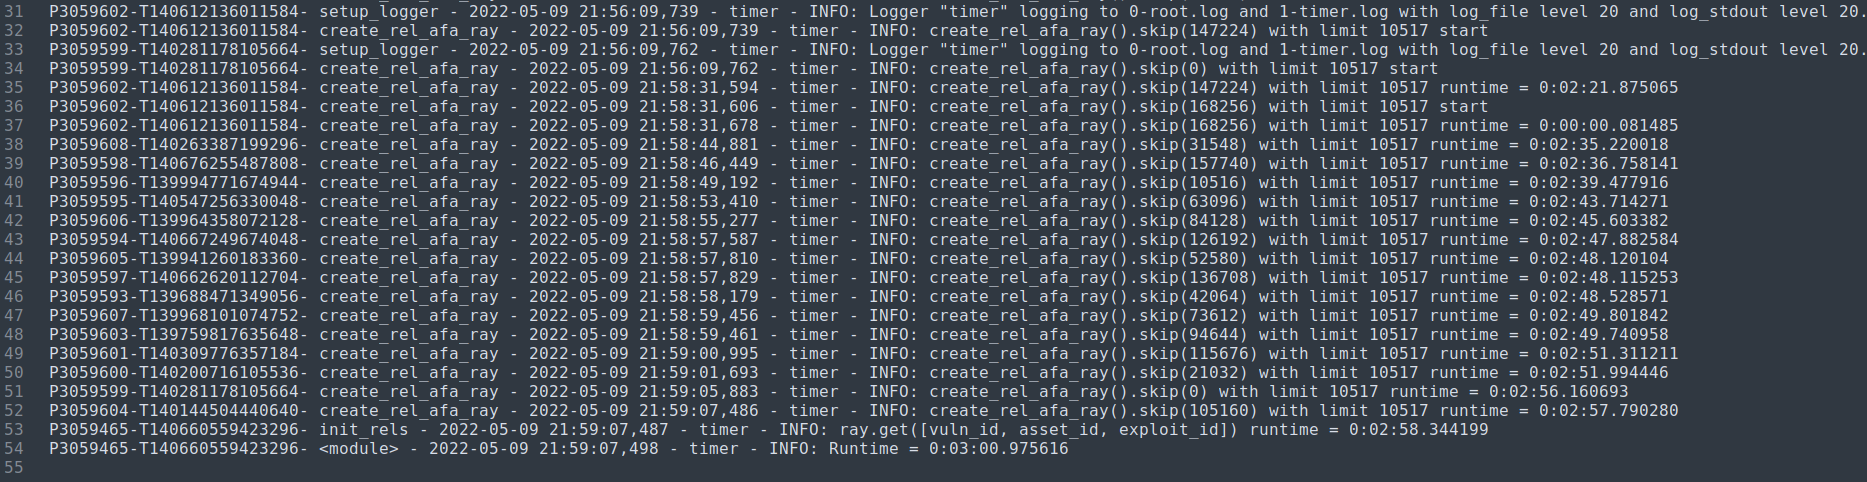 31 P3059602-T140612136011584- setup_logger - 2022-05-09 21:56:09,739 - timer - INFO: Logger "timer" logging to 0-root.log and 1-timer.log with log_file level 20 and log_stdout level 20.
32 P3059602-T140612136011584- create_rel_afa_ray - 2022-05-09 21:56:09,739 - timer - INFO: create_rel_afa_ray().skip(147224) with limit 10517 start
33 P3059599-T140281178105664- setup_logger - 2022-05-09 21:56:09,762 - timer - INFO: Logger "timer" logging to 0-root.log and 1-timer.log with log_file level 20 and log_stdout level 20.
34 P3059599-T140281178105664- create_rel_afa_ray - 2022-05-09 21:56:09,762 - timer - INFO: create_rel_afa_ray().skip(0) with limit 10517 start
35 P3059602-T140612136011584- create_rel_afa_ray - 2022-05-09 21:58:31,594 - timer - INFO: create_rel_afa_ray().skip(147224) with limit 10517 runtime = 0:02:21.875065
36 P3059602-T140612136011584- create_rel_afa_ray - 2022-05-09 21:58:31,606 - timer - INFO: create_rel_afa_ray().skip(168256) with limit 10517 start
37 P3059602-T140612136011584- create_rel_afa_ray - 2022-05-09 21:58:31,678 - timer - INFO: create_rel_afa_ray().skip(168256) with limit 10517 runtime = 0:00:00.081485
38 P3059608-T140263387199296- create_rel_afa_ray - 2022-05-09 21:58:44,881 - timer - INFO: create_rel_afa_ray().skip(31548) with limit 10517 runtime = 0:02:35.220018
39 P3059598-T140676255487808- create_rel_afa_ray - 2022-05-09 21:58:46,449 - timer - INFO: create_rel_afa_ray().skip(157740) with limit 10517 runtime = 0:02:36.758141
40 P3059596-T139994771674944- create_rel_afa_ray - 2022-05-09 21:58:49,192 - timer - INFO: create_rel_afa_ray().skip(10516) with limit 10517 runtime = 0:02:39.477916
41 P3059595-T140547256330048- create_rel_afa_ray - 2022-05-09 21:58:53,410 - timer - INFO: create_rel_afa_ray().skip(63096) with limit 10517 runtime = 0:02:43.714271
42 P3059606-T139964358072128- create_rel_afa_ray - 2022-05-09 21:58:55,277 - timer - INFO: create_rel_afa_ray().skip(84128) with limit 10517 runtime = 0:02:45.603382
43 P3059594-T140667249674048- create_rel_afa_ray - 2022-05-09 21:58:57,587 - timer - INFO: create_rel_afa_ray().skip(126192) with limit 10517 runtime = 0:02:47.882584
44 P3059605-T139941260183360- create_rel_afa_ray - 2022-05-09 21:58:57,810 - timer - INFO: create_rel_afa_ray().skip(52580) with limit 10517 runtime = 0:02:48.120104
45 P3059597-T140662620112704- create_rel_afa_ray - 2022-05-09 21:58:57,829 - timer - INFO: create_rel_afa_ray().skip(136708) with limit 10517 runtime = 0:02:48.115253
46 P3059593-T139688471349056- create_rel_afa_ray - 2022-05-09 21:58:58,179 - timer - INFO: create_rel_afa_ray().skip(42064) with limit 10517 runtime = 0:02:48.528571
47 P3059607-T139968101074752- create_rel_afa_ray - 2022-05-09 21:58:59,456 - timer - INFO: create_rel_afa_ray().skip(73612) with limit 10517 runtime = 0:02:49.801842
48 P3059603-T139759817635648- create_rel_afa_ray - 2022-05-09 21:58:59,461 - timer - INFO: create_rel_afa_ray().skip(94644) with limit 10517 runtime = 0:02:49.740958
49 P3059601-T140309776357184- create_rel_afa_ray - 2022-05-09 21:59:00,995 - timer - INFO: create_rel_afa_ray().skip(115676) with limit 10517 runtime = 0:02:51.311211
50 P3059600-T140200716105536- create_rel_afa_ray - 2022-05-09 21:59:01,693 - timer - INFO: create_rel_afa_ray().skip(21032) with limit 10517 runtime = 0:02:51.994446
51 P3059599-T140281178105664- create_rel_afa_ray - 2022-05-09 21:59:05,883 - timer - INFO: create_rel_afa_ray().skip(0) with limit 10517 runtime = 0:02:56.160693
52 P3059604-T140144504440640- create_rel_afa_ray - 2022-05-09 21:59:07,486 - timer - INFO: create_rel_afa_ray().skip(105160) with limit 10517 runtime = 0:02:57.790280
53 P3059465-T140660559423296- init_rels - 2022-05-09 21:59:07,487 - timer - INFO: ray.get([vuln_id, asset_id, exploit_id]) runtime = 0:02:58.344199
54 P3059465-T140660559423296- <module> - 2022-05-09 21:59:07,498 - timer - INFO: Runtime = 0:03:00.975616
55